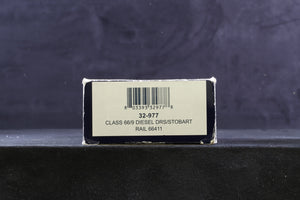 32-977
CLASS 66/9 DIESEL DRS/STOBART
RAIL 66411